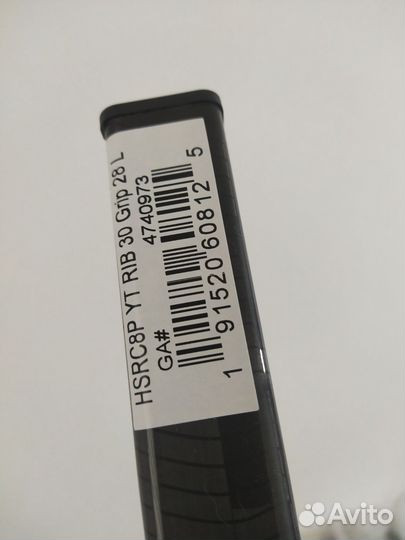 HSRC8P YT RIB 30 Grip 28 L
4740973
GA#
1 91520 60812 5
Avito